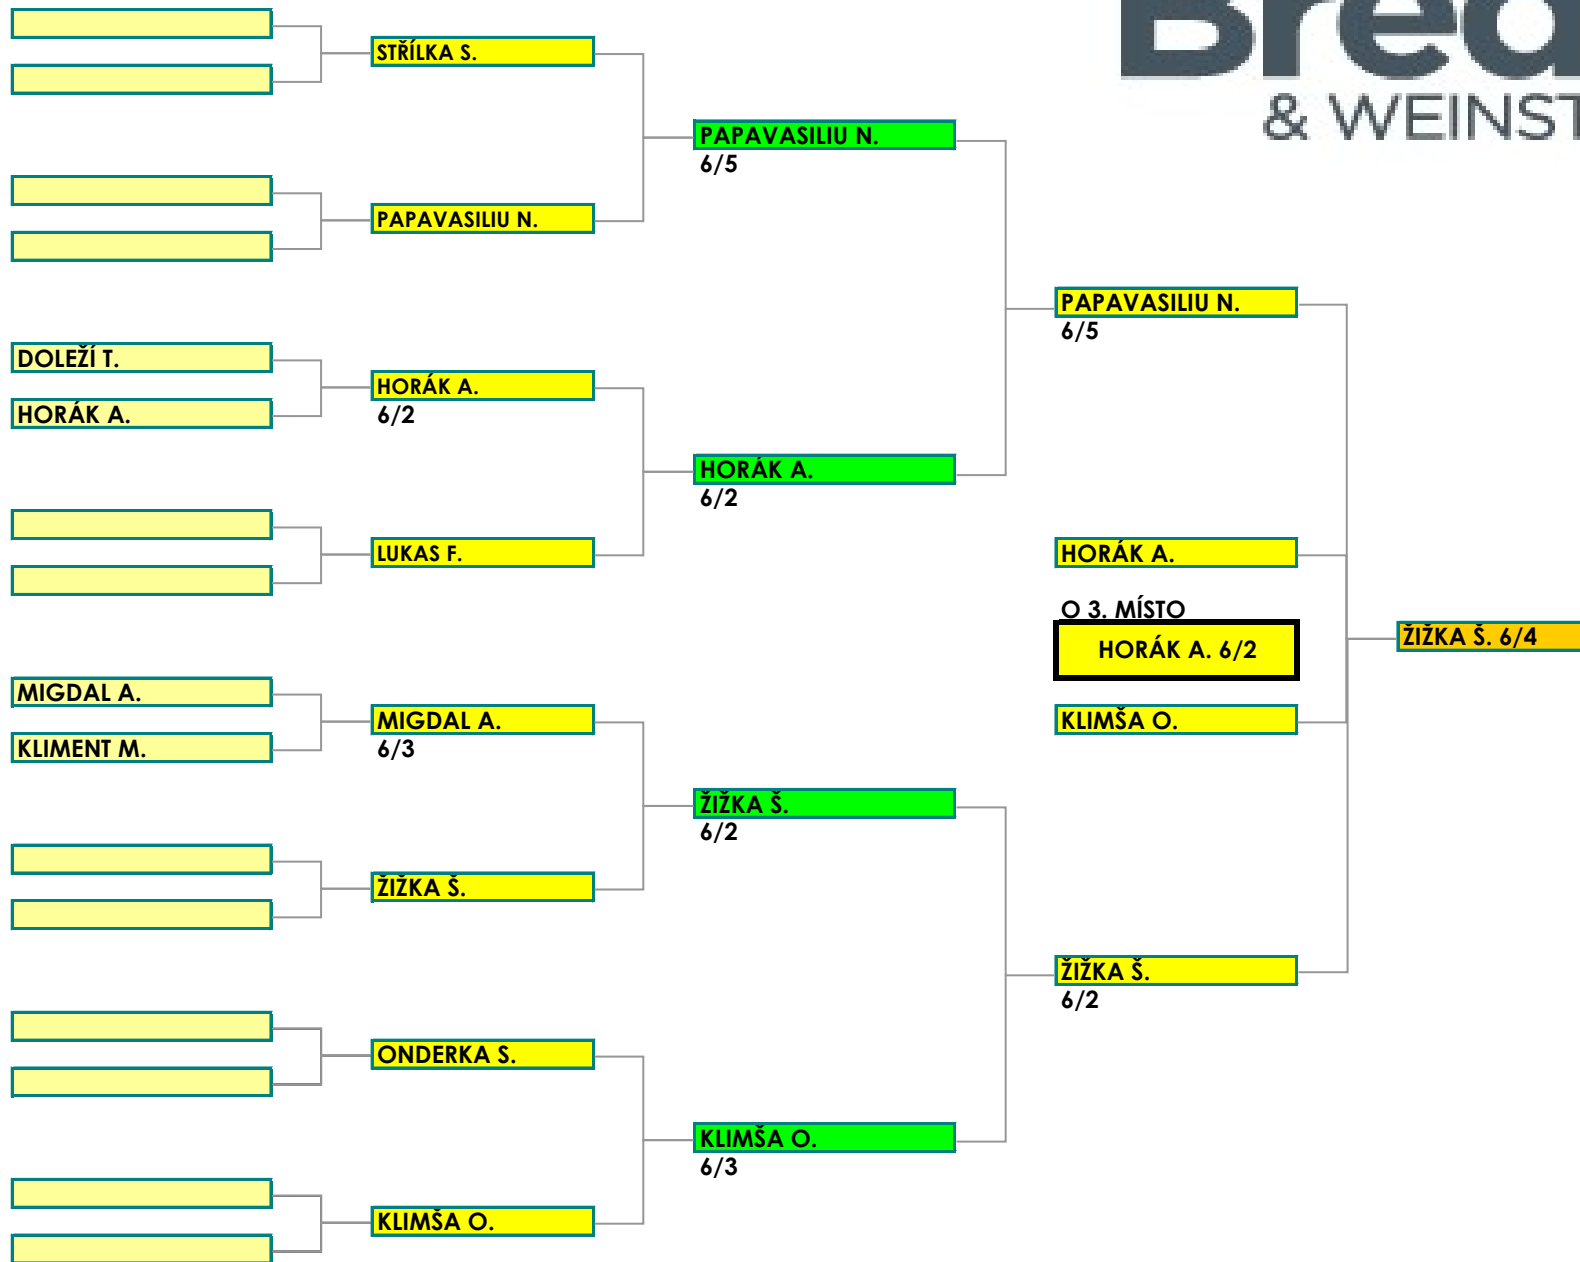 Bred
& WEINST
STŘÍLKA S.
PAPAVASILIU N.
6/5
PAPAVASILIU N.
PAPAVASILIU N.
6/5
DOLEŽÍ T.
HORÁK A.
6/2
HORÁK A.
HORÁK A.
6/2
LUKAS F.
HORÁK A.
O 3. MÍSTO
HORÁK A. 6/2
ŽIŽKA Š. 6/4
MIGDAL A.
MIGDAL A.
KLIMŠA O.
KLIMENT M.
6/3
ŽIŽKA Š.
6/2
ŽIŽKA Š.
ŽIŽKA Š.
6/2
ONDERKA S.
KLIMŠA O.
6/3
KLIMŠA O.